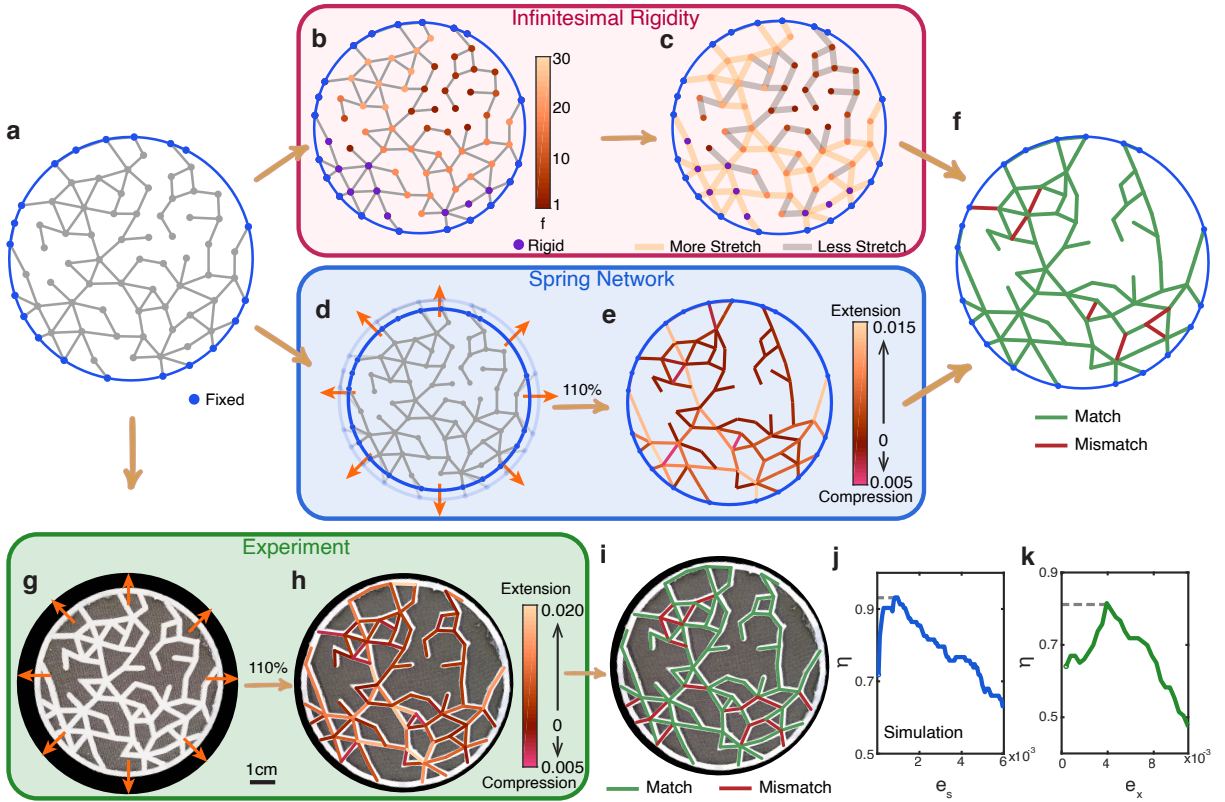 Infinitesimal Rigidity
b
c
30
20
10
1
f
Rigid
More Stretch
Less Stretch
a
Fixed
Spring Network
d
110%
e
Extension
0.015
0
0.005
Compression
f
Match
Mismatch
Experiment
g
110%
1cm
h
Extension
0.020
0
0.005
Compression
i
Match
Mismatch
j
0.9
0.7
0.5
η
Simulation
2
4
6
×10⁻³
e_s
k
0.9
0.7
0.5
η
0
4
8
×10⁻³
e_x